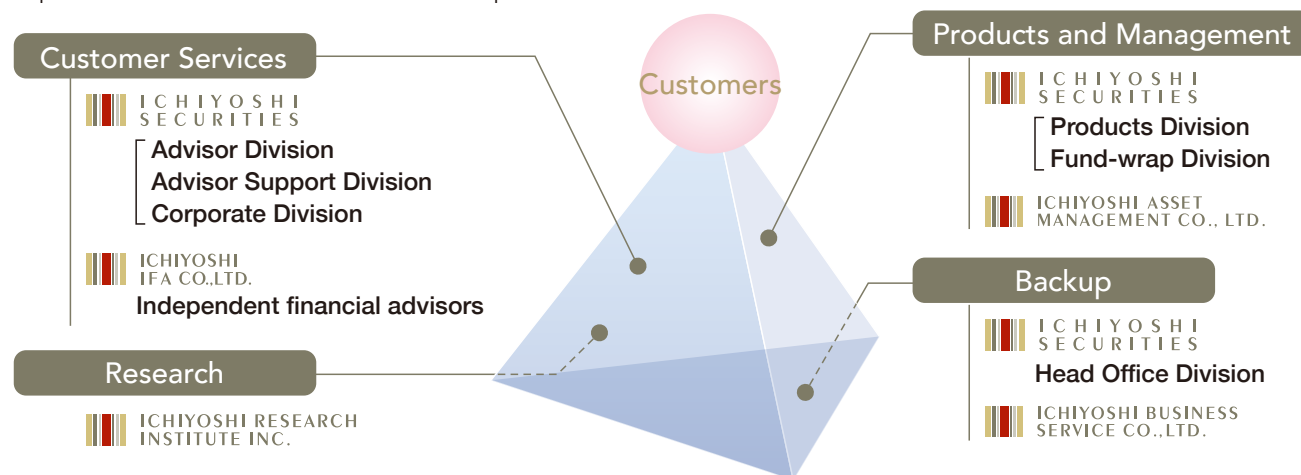 Customer Services
ICHIYOSHI
SECURITIES
Advisor Division
Advisor Support Division
Corporate Division
ICHIYOSHI
IFA CO.,LTD.
Independent financial advisors
Research
ICHIYOSHI RESEARCH
INSTITUTE INC.
Customers
Products and Management
ICHIYOSHI
SECURITIES
Products Division
Fund-wrap Division
ICHIYOSHI ASSET
MANAGEMENT CO., LTD.
Backup
ICHIYOSHI
SECURITIES
Head Office Division
ICHIYOSHI BUSINESS
SERVICE CO.,LTD.